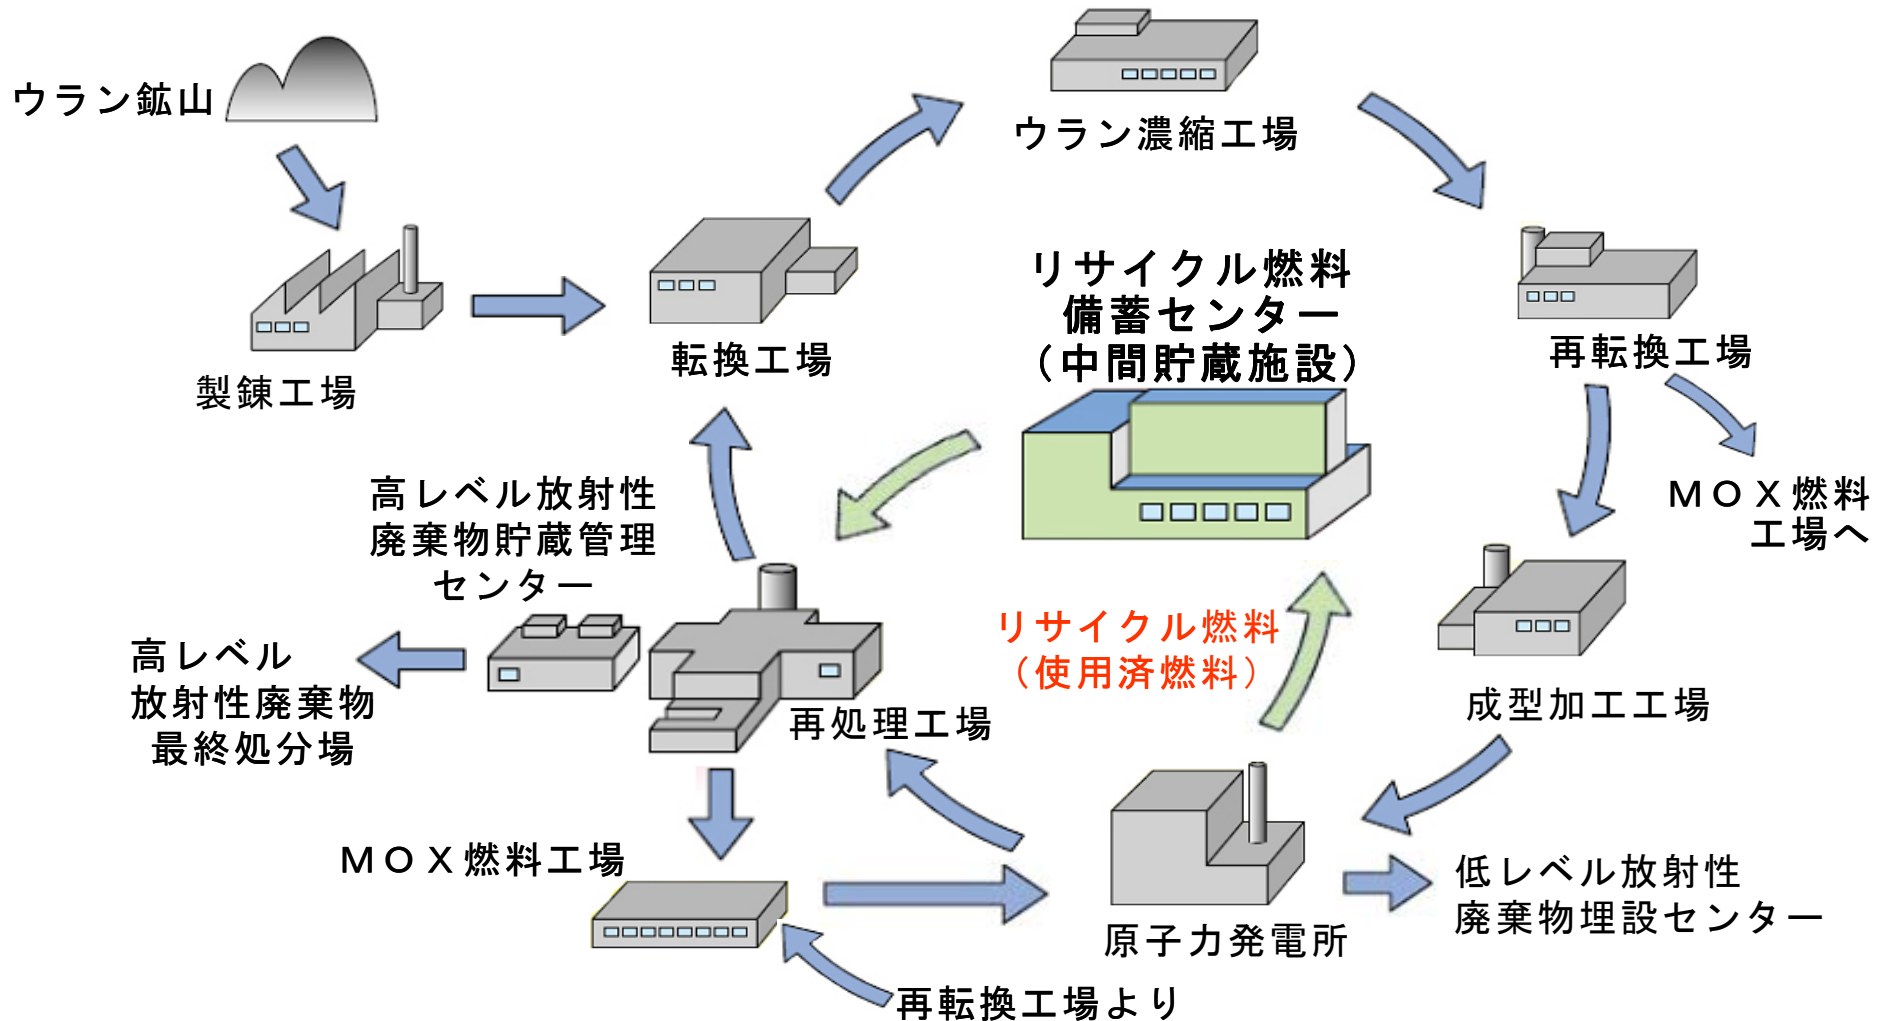 ウラン鉱山
ウラン濃縮工場
製錬工場
転換工場
リサイクル燃料
備蓄センター
（中間貯蔵施設）
再転換工場
ＭＯＸ燃料
工場へ
高レベル放射性
廃棄物貯蔵管理
センター
リサイクル燃料
（使用済燃料）
高レベル
放射性廃棄物
最終処分場
再処理工場
成型加工工場
ＭＯＸ燃料工場
原子力発電所
低レベル放射性
廃棄物埋設センター
再転換工場より